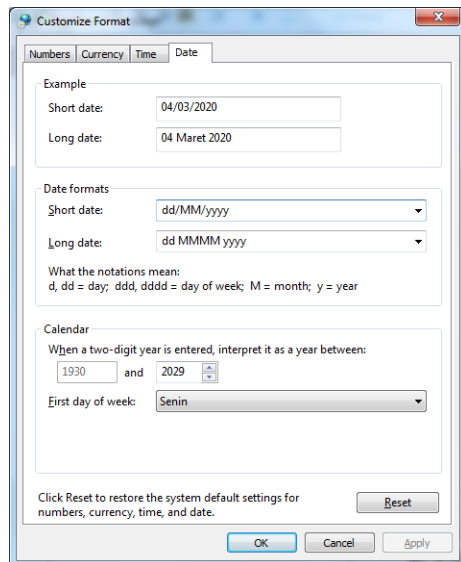 Customize Format
Numbers Currency Time Date
Example
Short date: 04/03/2020
Long date: 04 Maret 2020
Date formats
Short date: dd/MM/yyyy
Long date: dd MMMM yyyy
What the notations mean:
d, dd = day; ddd, dddd = day of week; M = month; y = year
Calendar
When a two-digit year is entered, interpret it as a year between:
1930 and 2029
First day of week: Senin
Click Reset to restore the system default settings for
numbers, currency, time, and date.
Reset
OK Cancel Apply